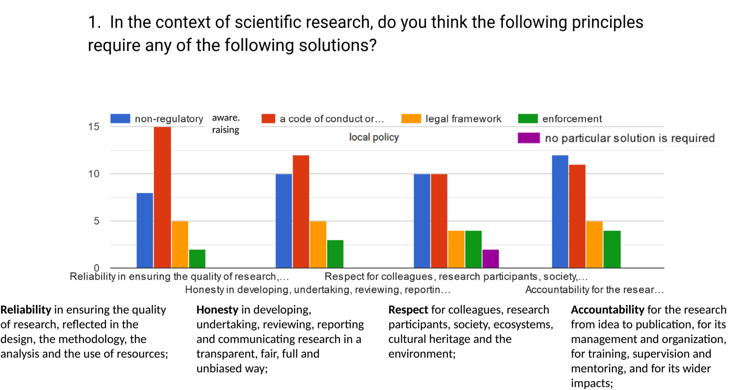 1. In the context of scientific research, do you think the following principles
require any of the following solutions?
non-regulatory aware. raising
a code of conduct or…
local policy
legal framework
enforcement
no particular solution is required
15
10
5
0
Reliability in ensuring the quality of research,…
Respect for colleagues, research participants, society,…
Honesty in developing, undertaking, reviewing, reportin…
Accountability for the resear…
Reliability in ensuring the quality
of research, reflected in the
design, the methodology, the
analysis and the use of resources;
Honesty in developing,
undertaking, reviewing, reporting
and communicating research in a
transparent, fair, full and
unbiased way;
Respect for colleagues, research
participants, society, ecosystems,
cultural heritage and the
environment;
Accountability for the research
from idea to publication, for its
management and organization,
for training, supervision and
mentoring, and for its wider
impacts;